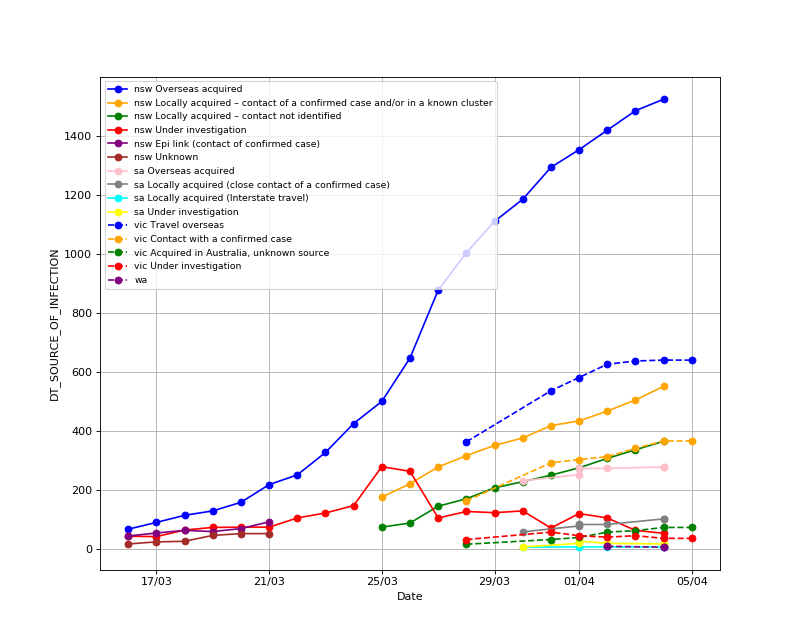 nsw Overseas acquired
nsw Locally acquired – contact of a confirmed case and/or in a known cluster
nsw Locally acquired – contact not identified
nsw Under investigation
nsw Epi link (contact of confirmed case)
nsw Unknown
sa Overseas acquired
sa Locally acquired (close contact of a confirmed case)
sa Locally acquired (Interstate travel)
sa Under investigation
vic Travel overseas
vic Contact with a confirmed case
vic Acquired in Australia, unknown source
vic Under investigation
wa
1400
1200
1000
800
600
400
200
0
DT_SOURCE_OF_INFECTION
17/03 21/03 25/03 29/03 01/04 05/04
Date